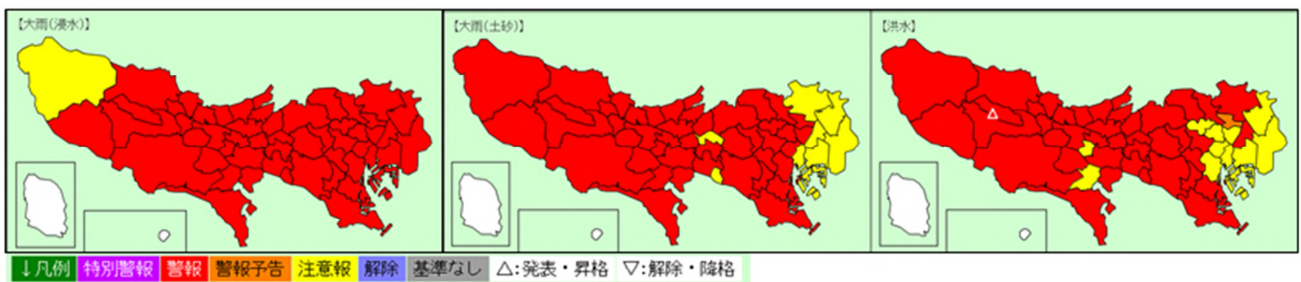 【大雨(浸水)】
【大雨(土砂)】
【洪水】
△
↓凡例 特別警報 警報 警報予告 注意報 解除 基準なし △:発表・昇格 ▽:解除・降格